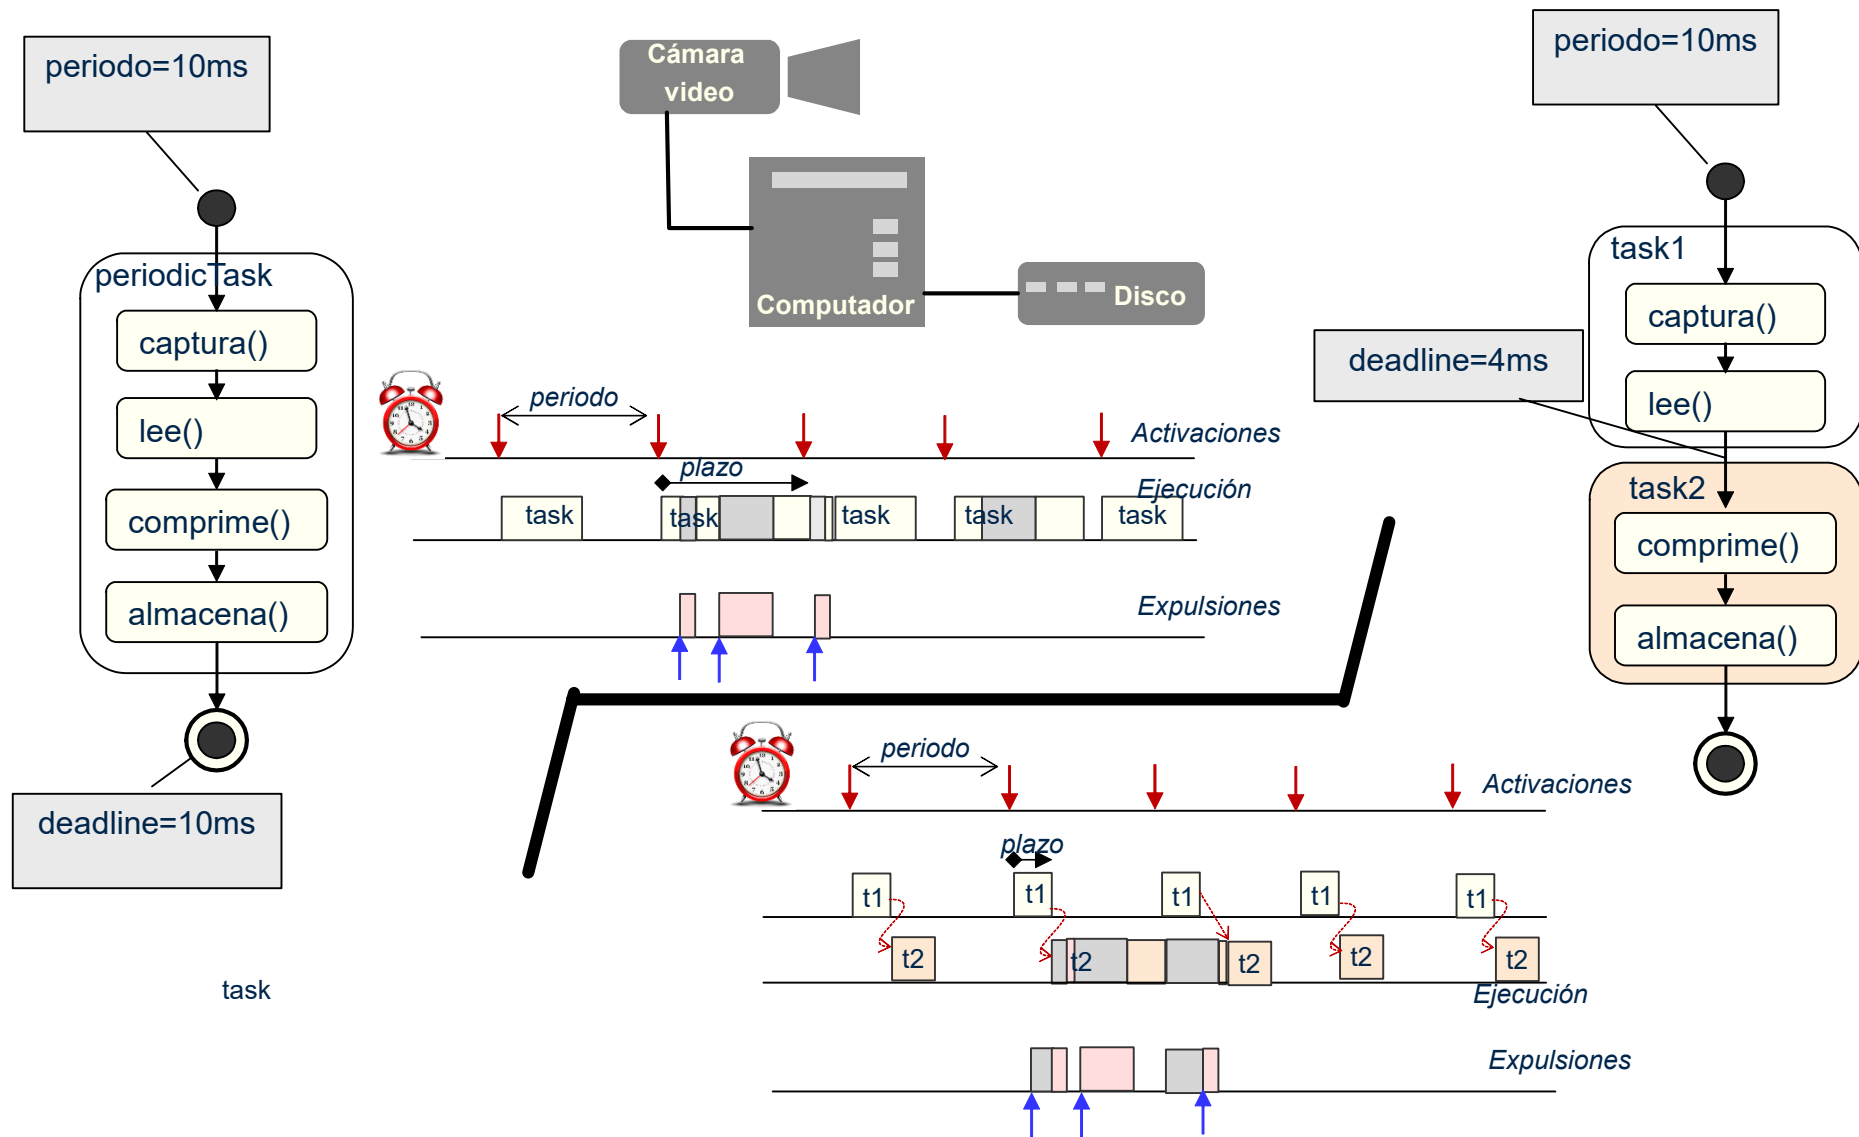 periodo=10ms
periodicTask
captura()
lee()
comprime()
almacena()
deadline=10ms
task
Cámara
video
Computador
Disco
periodo
Activaciones
plazo
Ejecución
task
task
task
task
task
Expulsiones
periodo
Activaciones
plazo
t1
t1
t1
t1
t1
t2
t2
t2
t2
t2
Ejecución
Expulsiones
periodo=10ms
task1
captura()
lee()
deadline=4ms
task2
comprime()
almacena()